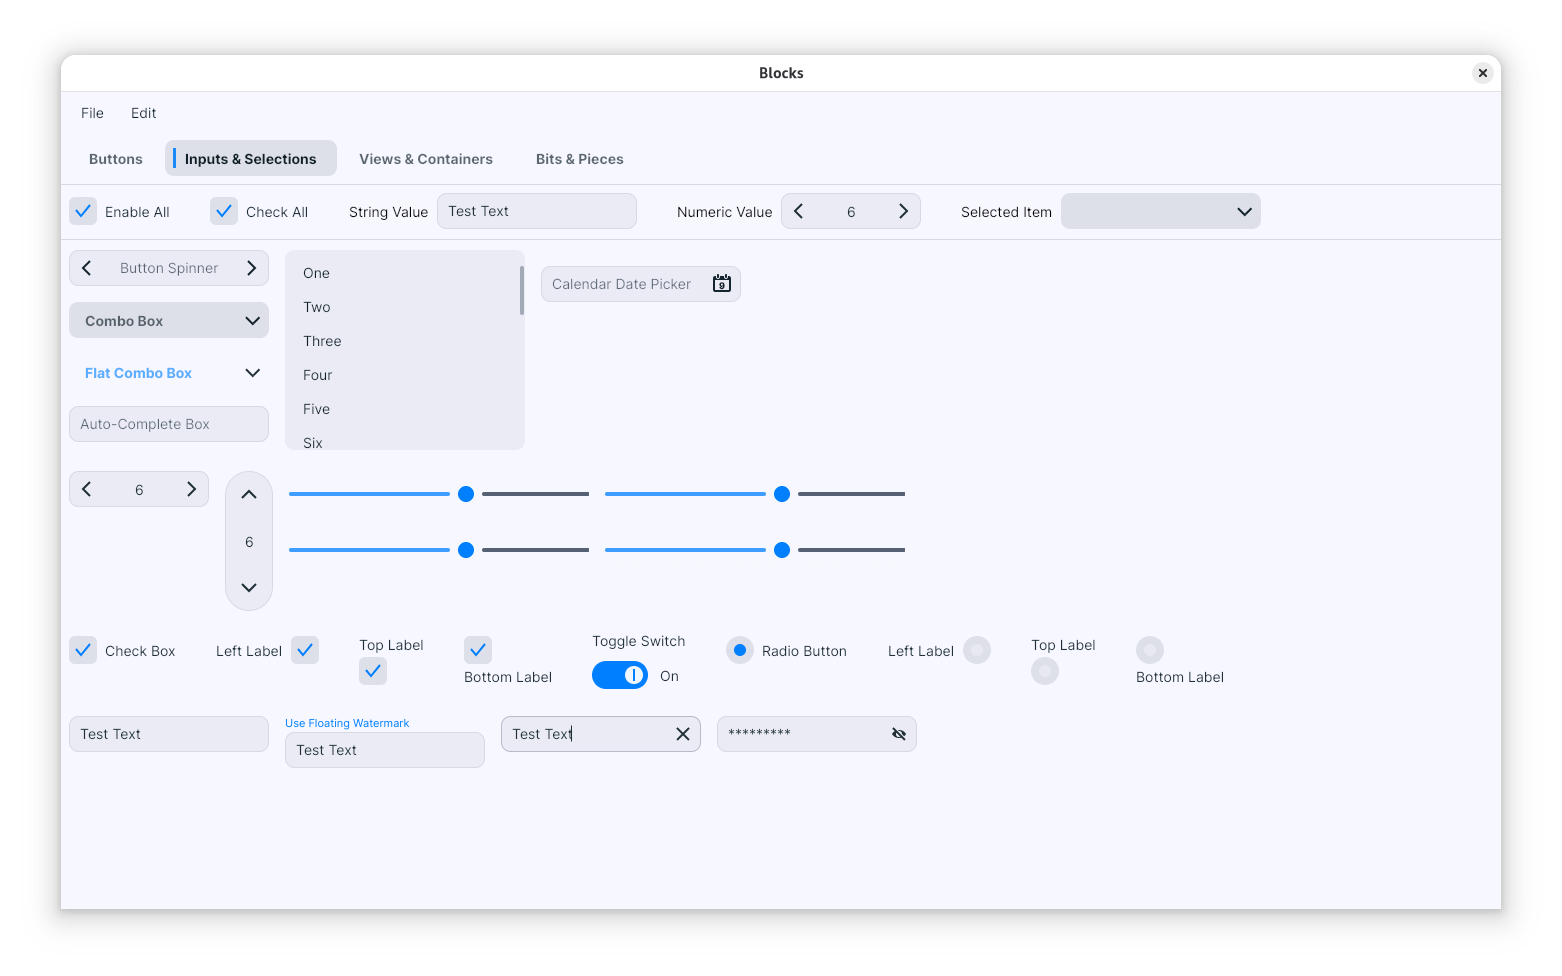 Blocks
File Edit
Buttons Inputs & Selections Views & Containers Bits & Pieces
Enable All Check All String Value Test Text Numeric Value 6 Selected Item
Button Spinner
Combo Box
Flat Combo Box
Auto-Complete Box
One
Two
Three
Four
Five
Six
Calendar Date Picker 9
6
6
Check Box Left Label Top Label Bottom Label Toggle Switch On Radio Button Left Label Top Label Bottom Label
Test Text
Use Floating Watermark
Test Text
Test Text
*********